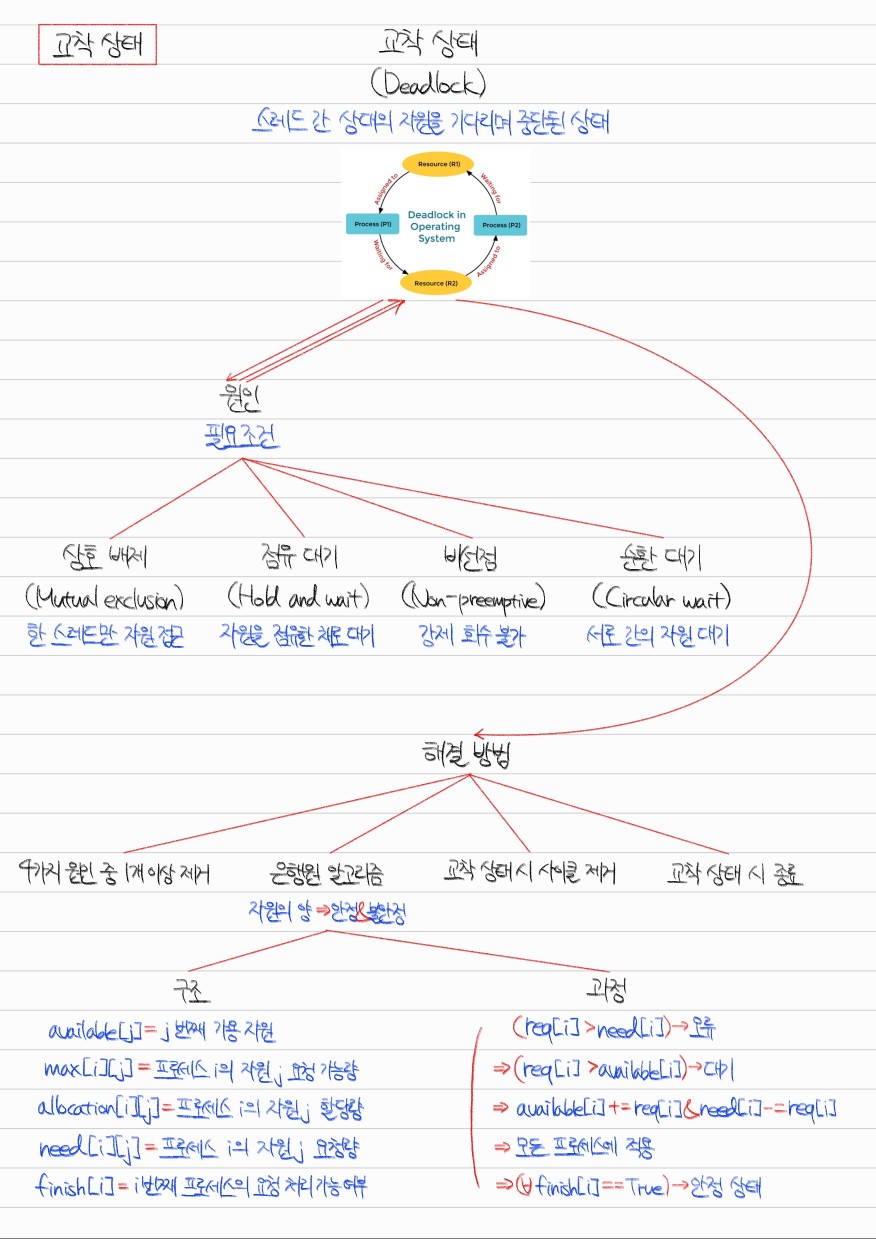 교착 상태
교착 상태
(Deadlock)
스레드 간 상대의 자원을 기다리며 중단된 상태
Resource (R1)
Assigned to
Waiting for
Process (P1)
Deadlock in
Operating
System
Process (P2)
Waiting for
Assigned to
Resource (R2)
원인
필요조건
상호 배제
점유 대기
비선점
순환 대기
(Mutual exclusion)
(Hold and wait)
(Non-preemptive)
(Circular wait)
한 스레드만 자원 접근
자원을 점유한 채로 대기
강제 회수 불가
서로 간의 자원 대기
해결 방법
4가지 원인 중 1개 이상 제거
은행원 알고리즘
교착 상태 시 사이클 제거
교착 상태 시 종료
자원의 양 ⇒ 안정&불안정
구조
과정
available[j] = j 번째 가용 자원
max[i][j] = 프로세스 i의 자원 j 요청 가능량
allocation[i][j] = 프로세스 i의 자원 j 할당량
need[i][j] = 프로세스 i의 자원 j 요청량
finish[i] = i번째 프로세스의 요청 처리 가능 여부
(req[i] > need[i]) → 오류
⇒ (req[i] > available[i]) → 대기
⇒ available[i] += req[i] & need[i] -= req[i]
⇒ 모든 프로세스에 적용
⇒ (∀ finish[i] == True) → 안정 상태